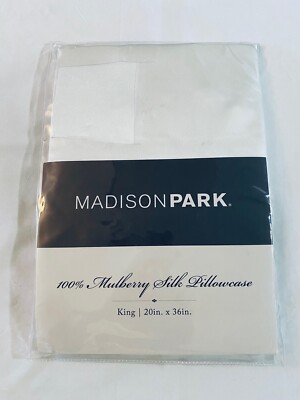 MADISONPARK®
100% Mulberry Silk Pillowcase
King | 20in. x 36in.